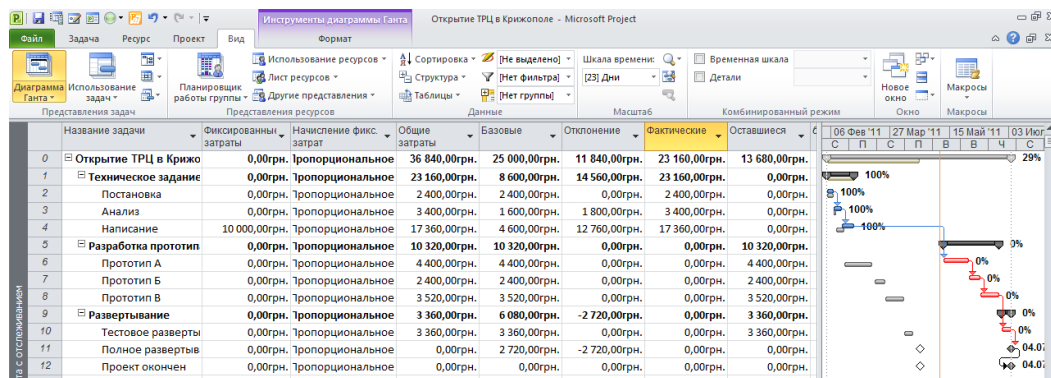 Инструменты диаграммы Ганта Открытие ТРЦ в Крижополе - Microsoft Project
Файл Задача Ресурс Проект Вид Формат
Диаграмма Ганта
Использование задач
Планировщик работы группы
Использование ресурсов
Лист ресурсов
Другие представления
Сортировка
Структура
Таблицы
[Не выделено]
[Нет фильтра]
[Нет группы]
Шкала времени:
[23] Дни
Временная шкала
Детали
Новое окно
Макросы
Представления задач Представления ресурсов Данные Масштаб Комбинированный режим Окно Макросы
Название задачи Фиксированны затраты Начисление фикс. затрат Общие затраты Базовые Отклонение Фактические Оставшиеся
06 Фев '11 27 Мар '11 15 Май '11 03 Июл
С П С П В В Ч С
0 Открытие ТРЦ в Крижо 0,00грн. Пропорциональное 36 840,00грн. 25 000,00грн. 11 840,00грн. 23 160,00грн. 13 680,00грн. 29%
1 Техническое задание 0,00грн. Пропорциональное 23 160,00грн. 8 600,00грн. 14 560,00грн. 23 160,00грн. 0,00грн. 100%
2 Постановка 0,00грн. Пропорциональное 2 400,00грн. 2 400,00грн. 0,00грн. 2 400,00грн. 0,00грн. 100%
3 Анализ 0,00грн. Пропорциональное 3 400,00грн. 1 600,00грн. 1 800,00грн. 3 400,00грн. 0,00грн. 100%
4 Написание 10 000,00грн. Пропорциональное 17 360,00грн. 4 600,00грн. 12 760,00грн. 17 360,00грн. 0,00грн. 100%
5 Разработка прототип 0,00грн. Пропорциональное 10 320,00грн. 10 320,00грн. 0,00грн. 0,00грн. 10 320,00грн. 0%
6 Прототип А 0,00грн. Пропорциональное 4 400,00грн. 4 400,00грн. 0,00грн. 0,00грн. 4 400,00грн. 0%
7 Прототип Б 0,00грн. Пропорциональное 2 400,00грн. 2 400,00грн. 0,00грн. 0,00грн. 2 400,00грн. 0%
8 Прототип В 0,00грн. Пропорциональное 3 520,00грн. 3 520,00грн. 0,00грн. 0,00грн. 3 520,00грн. 0%
9 Развертывание 0,00грн. Пропорциональное 3 360,00грн. 6 080,00грн. -2 720,00грн. 0,00грн. 3 360,00грн. 0%
10 Тестовое разверты 0,00грн. Пропорциональное 3 360,00грн. 3 360,00грн. 0,00грн. 0,00грн. 3 360,00грн. 0%
11 Полное развертыв 0,00грн. Пропорциональное 0,00грн. 2 720,00грн. -2 720,00грн. 0,00грн. 0,00грн. 04.07
12 Проект окончен 0,00грн. Пропорциональное 0,00грн. 0,00грн. 0,00грн. 0,00грн. 0,00грн. 04.07
та с отслеживанием